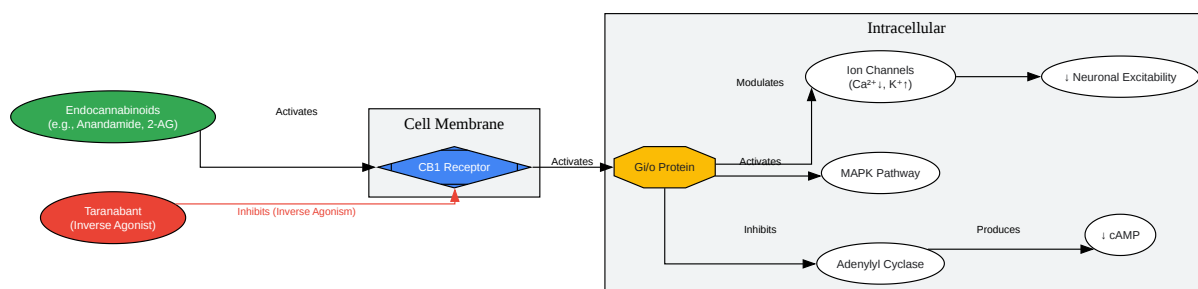 Intracellular
Ion Channels
(Ca²⁺↓, K⁺↑)
↓ Neuronal Excitability
Modulates
Endocannabinoids
(e.g., Anandamide, 2-AG)
Activates
Cell Membrane
CB1 Receptor
Activates
Gi/o Protein
Activates
MAPK Pathway
Taranabant
(Inverse Agonist)
Inhibits (Inverse Agonism)
Inhibits
Adenylyl Cyclase
Produces
↓ cAMP